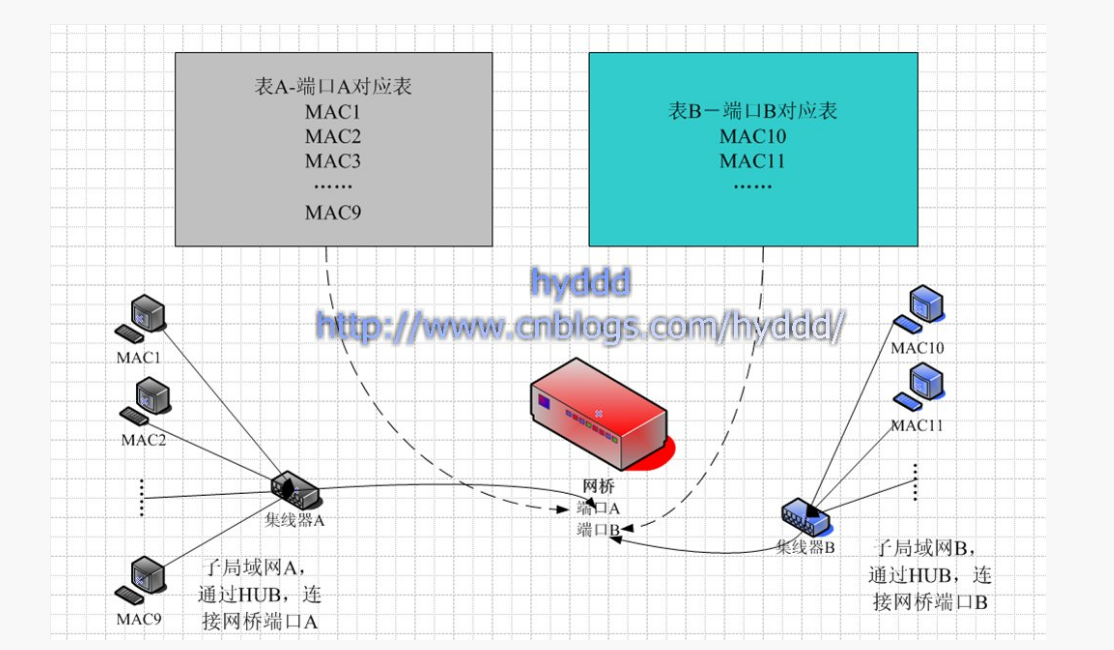 表A-端口A对应表
MAC1
MAC2
MAC3
……
MAC9
表B－端口B对应表
MAC10
MAC11
……
hyddd
http://www.cnblogs.com/hyddd/
MAC1
MAC2
集线器A
MAC9
子局域网A，
通过HUB，连
接网桥端口A
网桥
端口A
端口B
MAC10
MAC11
集线器B
子局域网B，
通过HUB，连
接网桥端口B